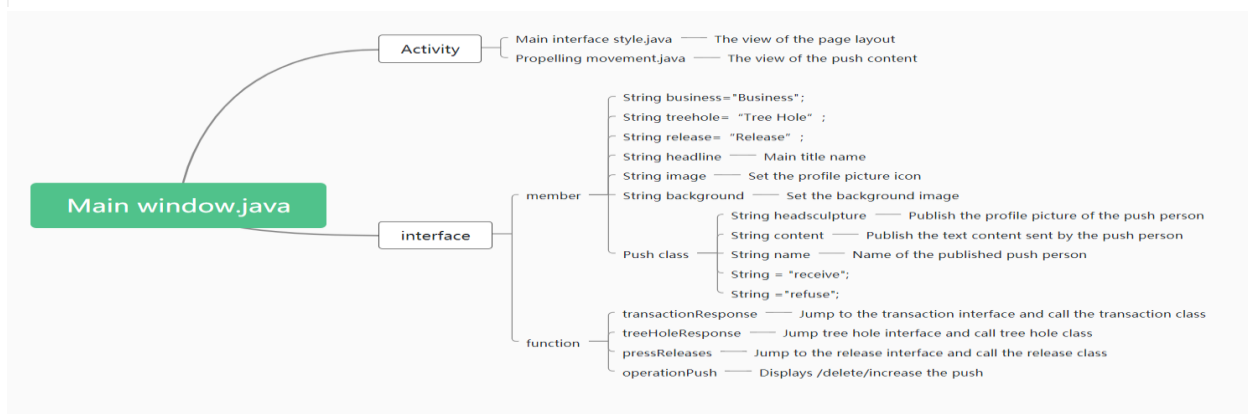 Main window.java
Activity
Main interface style.java The view of the page layout
Propelling movement.java The view of the push content
interface
member
String business="Business";
String treehole= “Tree Hole” ;
String release= “Release” ;
String headline Main title name
String image Set the profile picture icon
String background Set the background image
Push class
String headsculpture Publish the profile picture of the push person
String content Publish the text content sent by the push person
String name Name of the published push person
String = "receive";
String ="refuse";
function
transactionResponse Jump to the transaction interface and call the transaction class
treeHoleResponse Jump tree hole interface and call tree hole class
pressReleases Jump to the release interface and call the release class
operationPush Displays /delete/increase the push